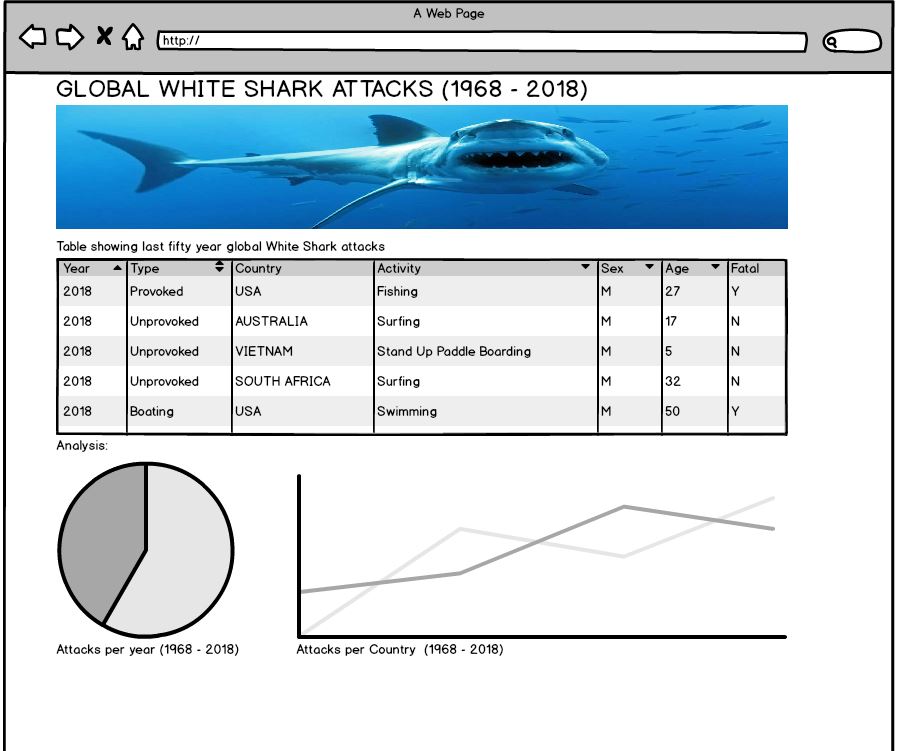 A Web Page
http://
GLOBAL WHITE SHARK ATTACKS (1968 - 2018)
Table showing last fifty year global White Shark attacks
Year Type Country Activity Sex Age Fatal
2018 Provoked USA Fishing M 27 Y
2018 Unprovoked AUSTRALIA Surfing M 17 N
2018 Unprovoked VIETNAM Stand Up Paddle Boarding M 5 N
2018 Unprovoked SOUTH AFRICA Surfing M 32 N
2018 Boating USA Swimming M 50 Y
Analysis:
Attacks per year (1968 - 2018) Attacks per Country (1968 - 2018)